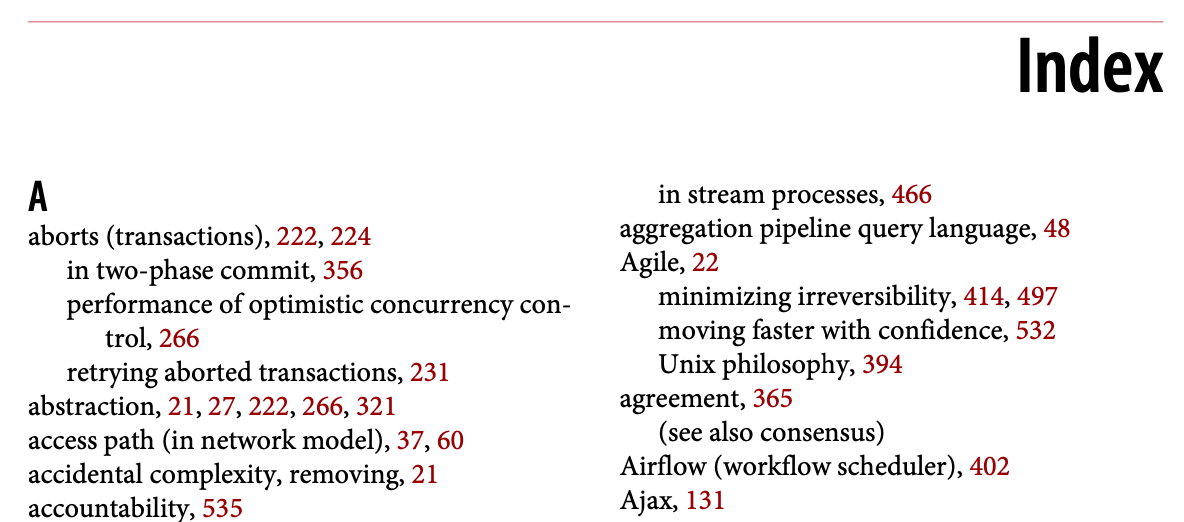 Index
A
aborts (transactions), 222, 224
in two-phase commit, 356
performance of optimistic concurrency con-
trol, 266
retrying aborted transactions, 231
abstraction, 21, 27, 222, 266, 321
access path (in network model), 37, 60
accidental complexity, removing, 21
accountability, 535
in stream processes, 466
aggregation pipeline query language, 48
Agile, 22
minimizing irreversibility, 414, 497
moving faster with confidence, 532
Unix philosophy, 394
agreement, 365
(see also consensus)
Airflow (workflow scheduler), 402
Ajax, 131